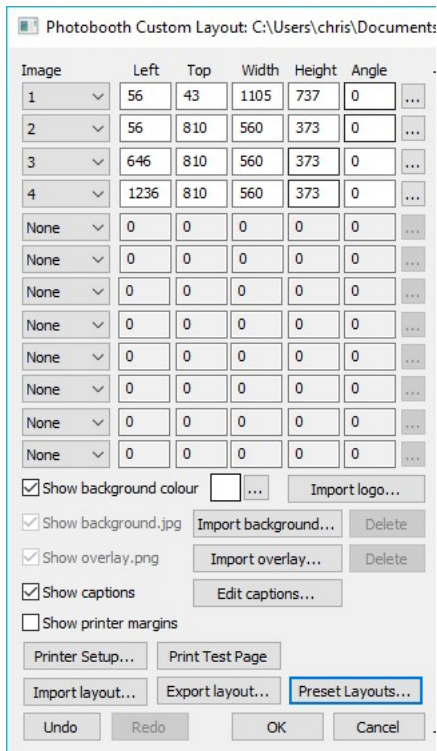 Photobooth Custom Layout: C:\Users\chris\Documents
Image Left Top Width Height Angle
1 56 43 1105 737 0 ...
2 56 810 560 373 0 ...
3 646 810 560 373 0 ...
4 1236 810 560 373 0 ...
None 0 0 0 0 0 ...
None 0 0 0 0 0 ...
None 0 0 0 0 0 ...
None 0 0 0 0 0 ...
None 0 0 0 0 0 ...
None 0 0 0 0 0 ...
None 0 0 0 0 0 ...
None 0 0 0 0 0 ...
Show background colour ... Import logo...
Show background.jpg Import background... Delete
Show overlay.png Import overlay... Delete
Show captions Edit captions...
Show printer margins
Printer Setup... Print Test Page
Import layout... Export layout... Preset Layouts...
Undo Redo OK Cancel